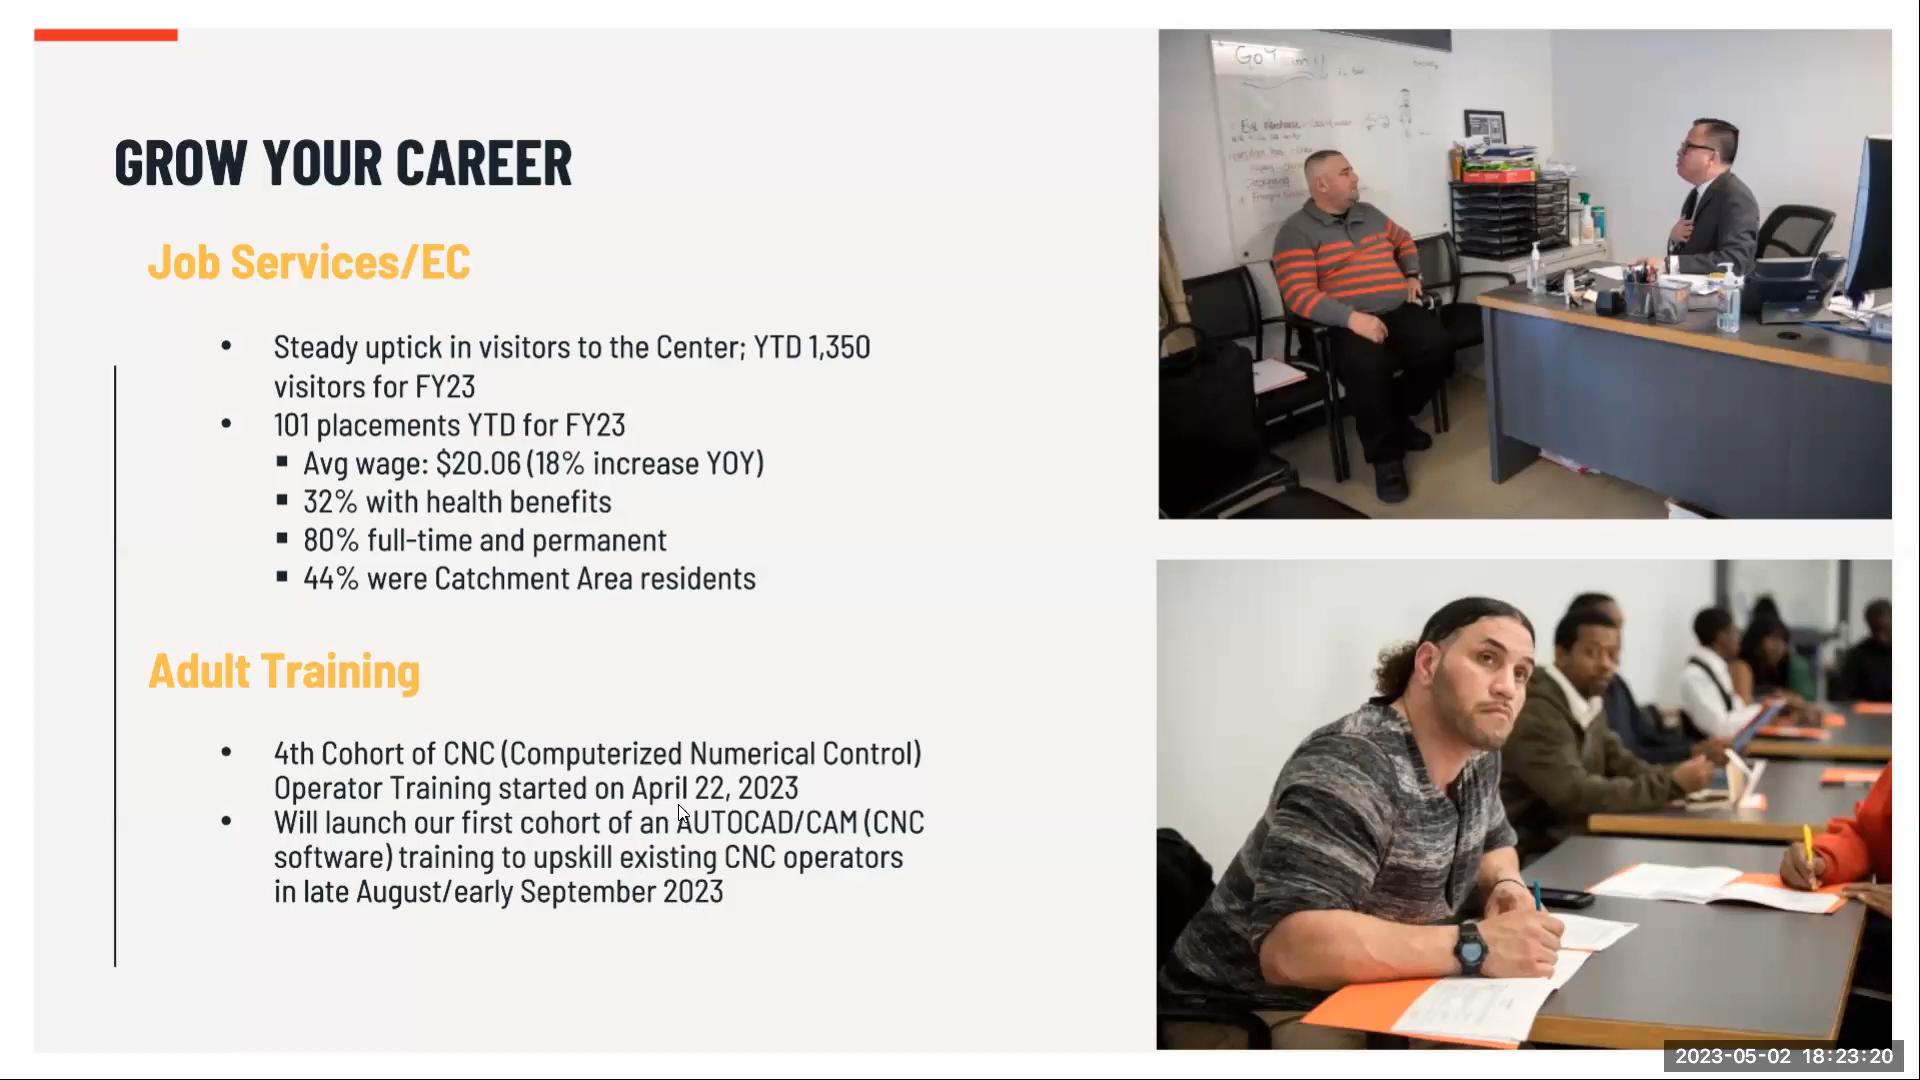 GROW YOUR CAREER
Job Services/EC
• Steady uptick in visitors to the Center; YTD 1,350
visitors for FY23
• 101 placements YTD for FY23
▪ Avg wage: $20.06 (18% increase YOY)
▪ 32% with health benefits
▪ 80% full-time and permanent
▪ 44% were Catchment Area residents
Adult Training
• 4th Cohort of CNC (Computerized Numerical Control)
Operator Training started on April 22, 2023
• Will launch our first cohort of an AUTOCAD/CAM (CNC
software) training to upskill existing CNC operators
in late August/early September 2023
2023-05-02 18:23:20